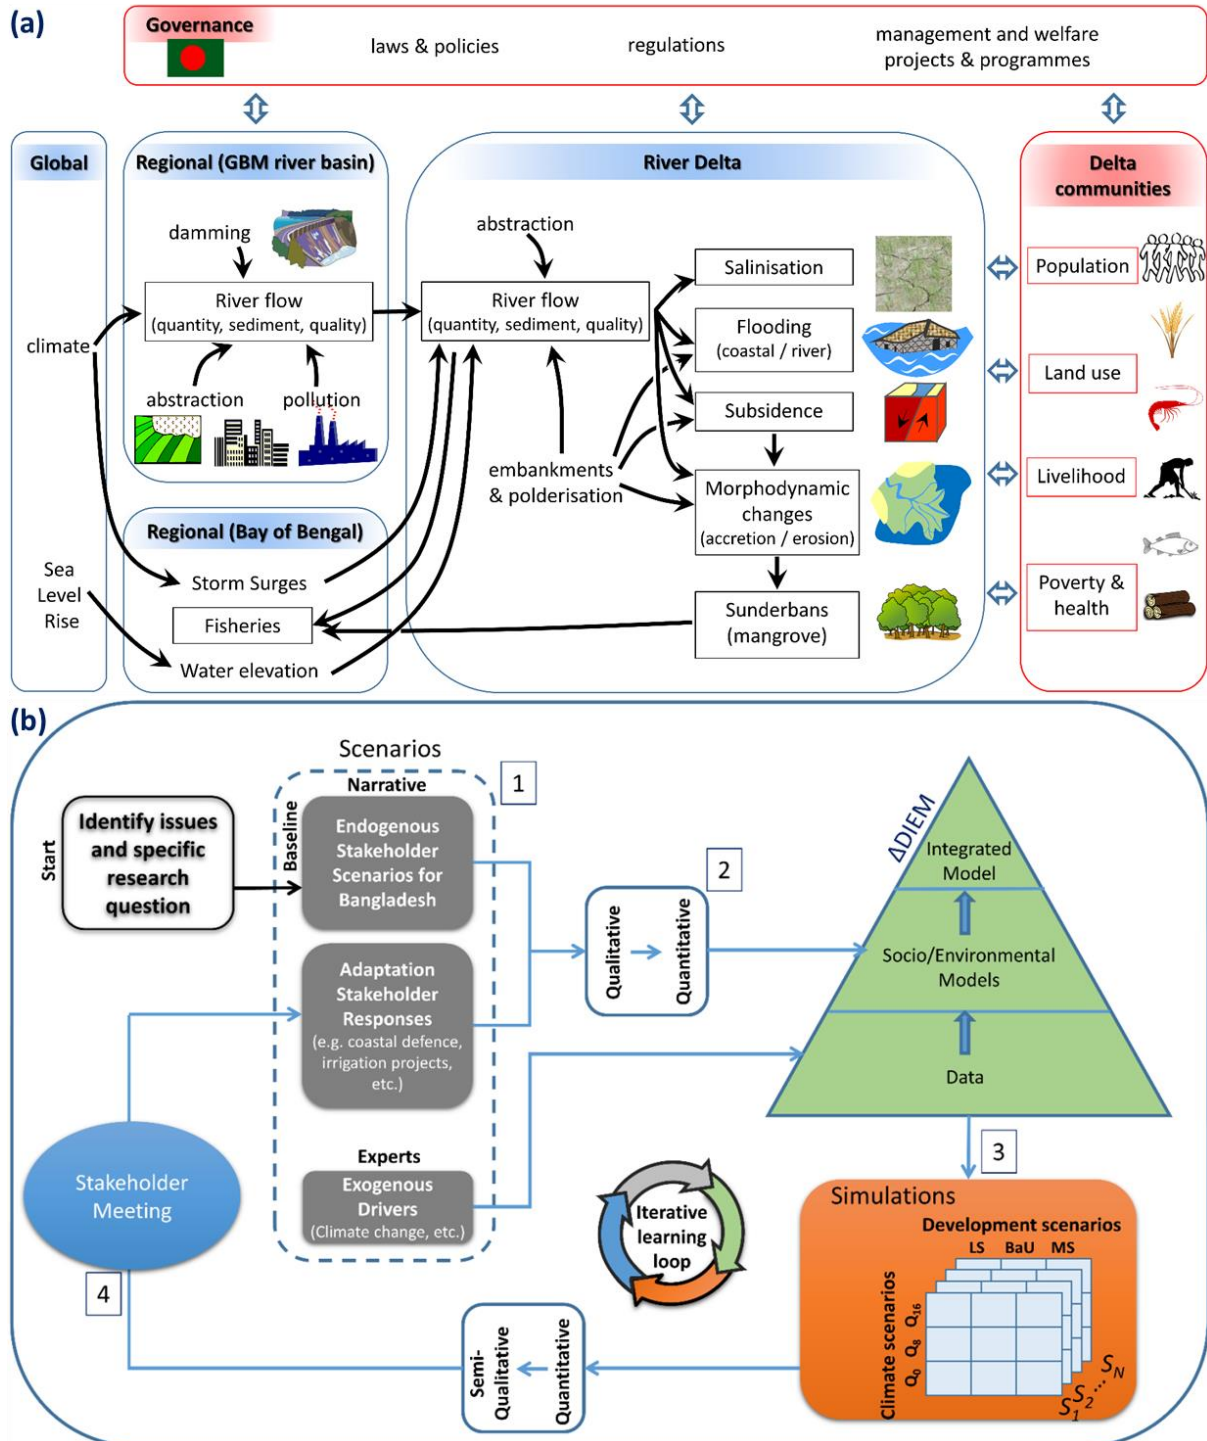 (a)
Governance
laws & policies
regulations
management and welfare
projects & programmes
Global
climate
Sea
Level
Rise
Regional (GBM river basin)
damming
River flow
(quantity, sediment, quality)
abstraction
pollution
Regional (Bay of Bengal)
Storm Surges
Fisheries
Water elevation
River Delta
abstraction
River flow
(quantity, sediment, quality)
embankments
& polderisation
Salinisation
Flooding
(coastal / river)
Subsidence
Morphodynamic
changes
(accretion / erosion)
Sunderbans
(mangrove)
Delta
communities
Population
Land use
Livelihood
Poverty &
health
(b)
Start
Identify issues
and specific
research
question
Scenarios
1
Baseline
Narrative
Endogenous
Stakeholder
Scenarios for
Bangladesh
Adaptation
Stakeholder
Responses
(e.g. coastal defence,
irrigation projects,
etc.)
Experts
Exogenous
Drivers
(Climate change, etc.)
2
Qualitative
Quantitative
ΔDIEM
Integrated
Model
Socio/Environmental
Models
Data
3
Simulations
Development scenarios
LS BaU MS
Climate scenarios
Q16
Q8
Q0
S1 S2 ... SN
Iterative
learning
loop
Semi-
Qualitative
Quantitative
4
Stakeholder
Meeting